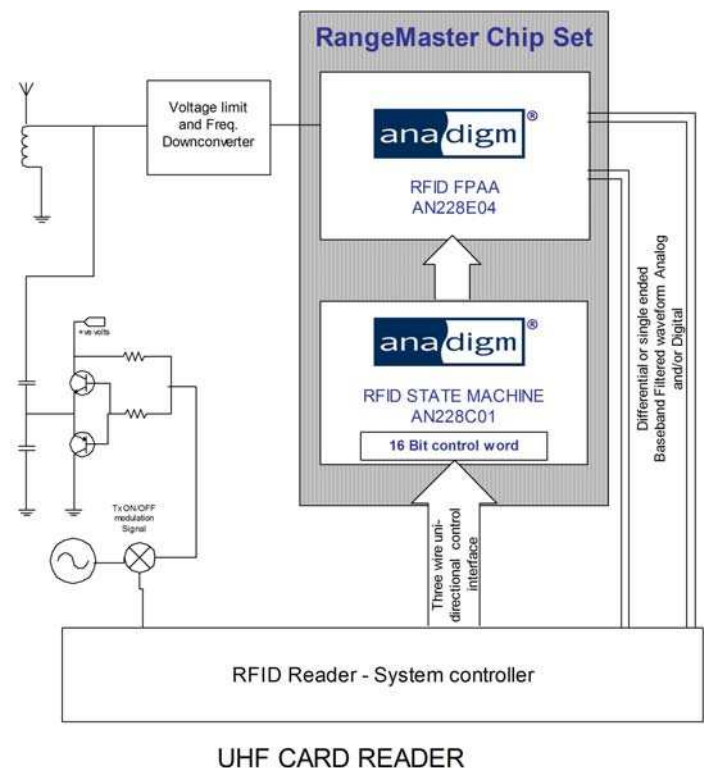 RangeMaster Chip Set
Voltage limit
and Freq.
Downconverter
anadigm®
RFID FPAA
AN228E04
+ve volts
anadigm®
RFID STATE MACHINE
AN228C01
16 Bit control word
Differential or single ended
Baseband Filtered waveform Analog
and/or Digital
Tx ON/OFF
modulation
Signal
Three wire uni-
directional control
interface
RFID Reader - System controller
UHF CARD READER